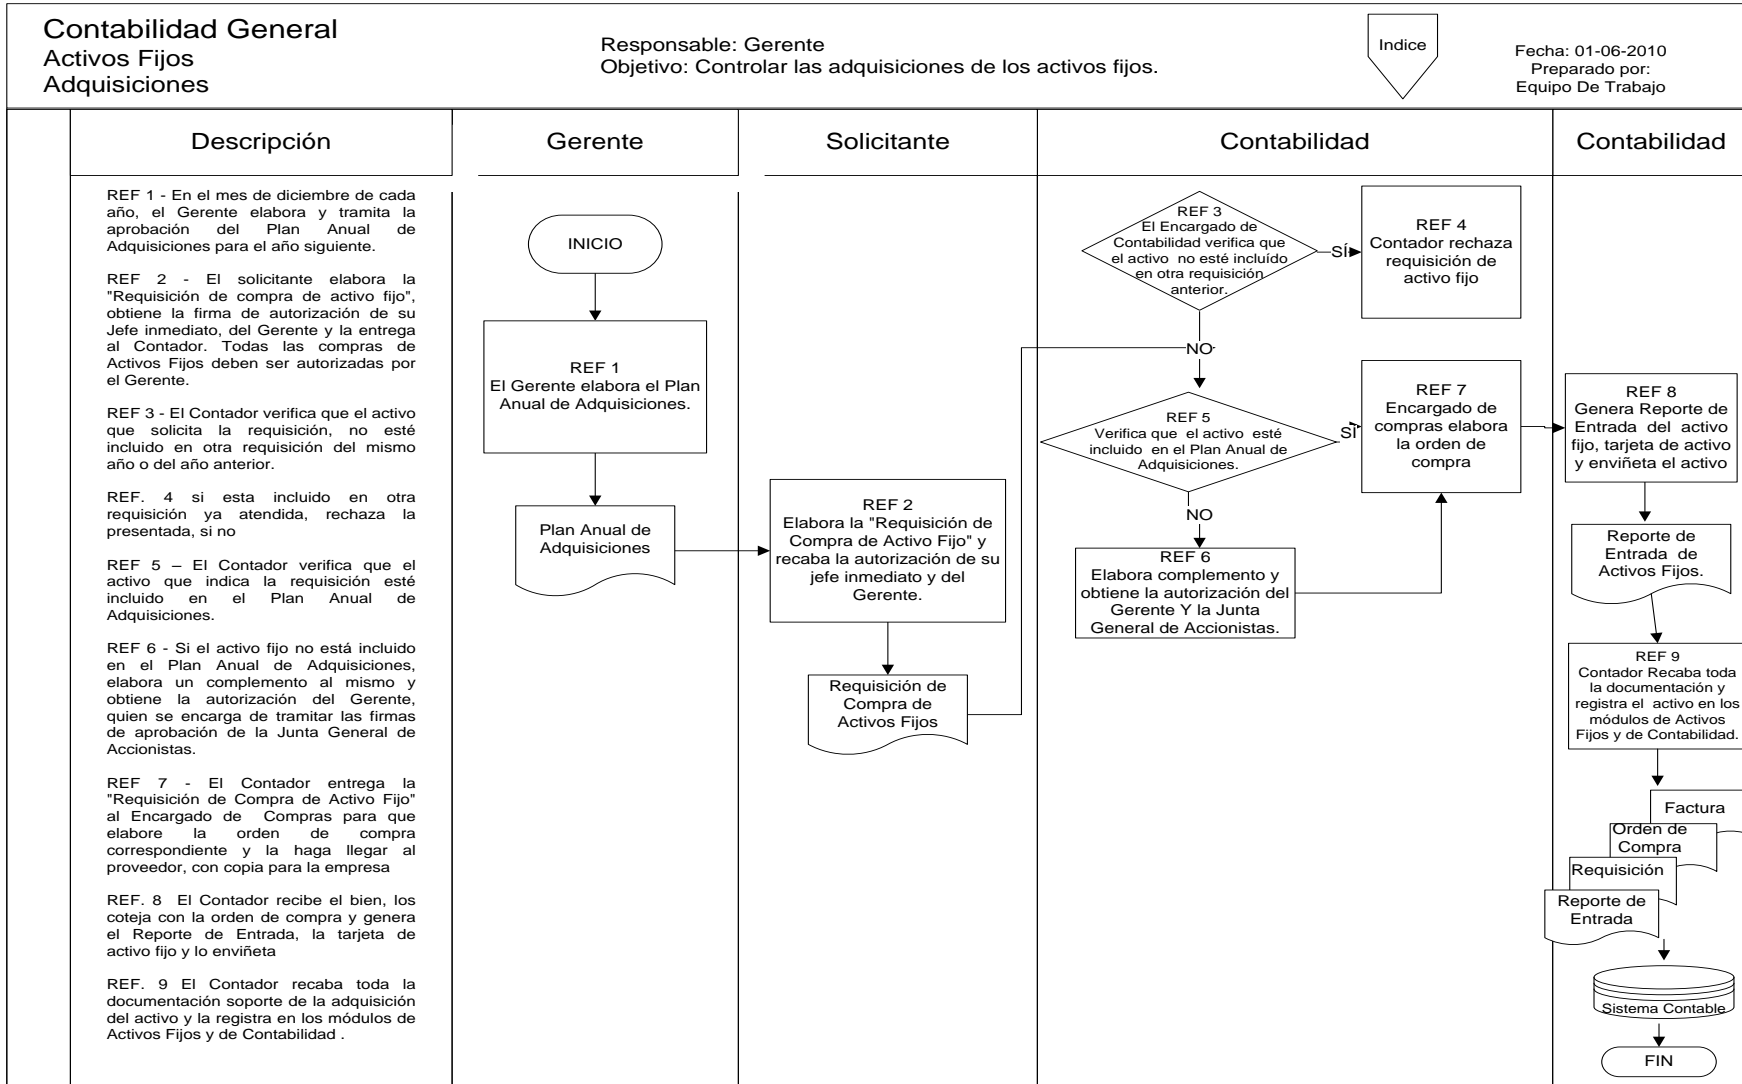 Contabilidad General
Activos Fijos
Adquisiciones
Responsable: Gerente
Objetivo: Controlar las adquisiciones de los activos fijos.
Indice
Fecha: 01-06-2010
Preparado por:
Equipo De Trabajo
Descripción
Gerente
Solicitante
Contabilidad
Contabilidad
REF 1 - En el mes de diciembre de cada
año, el Gerente elabora y tramita la
aprobación del Plan Anual de
Adquisiciones para el año siguiente.
REF 2 - El solicitante elabora la
"Requisición de compra de activo fijo",
obtiene la firma de autorización de su
Jefe inmediato, del Gerente y la entrega
al Contador. Todas las compras de
Activos Fijos deben ser autorizadas por
el Gerente.
REF 3 - El Contador verifica que el activo
que solicita la requisición, no esté
incluido en otra requisición del mismo
año o del año anterior.
REF. 4 si esta incluido en otra
requisición ya atendida, rechaza la
presentada, si no
REF 5 – El Contador verifica que el
activo que indica la requisición esté
incluido en el Plan Anual de
Adquisiciones.
REF 6 - Si el activo fijo no está incluido
en el Plan Anual de Adquisiciones,
elabora un complemento al mismo y
obtiene la autorización del Gerente,
quien se encarga de tramitar las firmas
de aprobación de la Junta General de
Accionistas.
REF 7 - El Contador entrega la
"Requisición de Compra de Activo Fijo"
al Encargado de Compras para que
elabore la orden de compra
correspondiente y la haga llegar al
proveedor, con copia para la empresa
REF. 8 El Contador recibe el bien, los
coteja con la orden de compra y genera
el Reporte de Entrada, la tarjeta de
activo fijo y lo enviñeta
REF. 9 El Contador recaba toda la
documentación soporte de la adquisición
del activo y la registra en los módulos de
Activos Fijos y de Contabilidad .
INICIO
REF 1
El Gerente elabora el Plan
Anual de Adquisiciones.
Plan Anual de
Adquisiciones
REF 2
Elabora la "Requisición de
Compra de Activo Fijo" y
recaba la autorización de su
jefe inmediato y del
Gerente.
Requisición de
Compra de
Activos Fijos
REF 3
El Encargado de
Contabilidad verifica que
el activo no esté incluído
en otra requisición
anterior.
SÍ
REF 4
Contador rechaza
requisición de
activo fijo
NO
REF 5
Verifica que el activo esté
incluido en el Plan Anual de
Adquisiciones.
SÍ
REF 7
Encargado de
compras elabora
la orden de
compra
NO
REF 6
Elabora complemento y
obtiene la autorización del
Gerente Y la Junta
General de Accionistas.
REF 8
Genera Reporte de
Entrada del activo
fijo, tarjeta de activo
y enviñeta el activo
Reporte de
Entrada de
Activos Fijos.
REF 9
Contador Recaba toda
la documentación y
registra el activo en los
módulos de Activos
Fijos y de Contabilidad.
Factura
Orden de
Compra
Requisición
Reporte de
Entrada
Sistema Contable
FIN